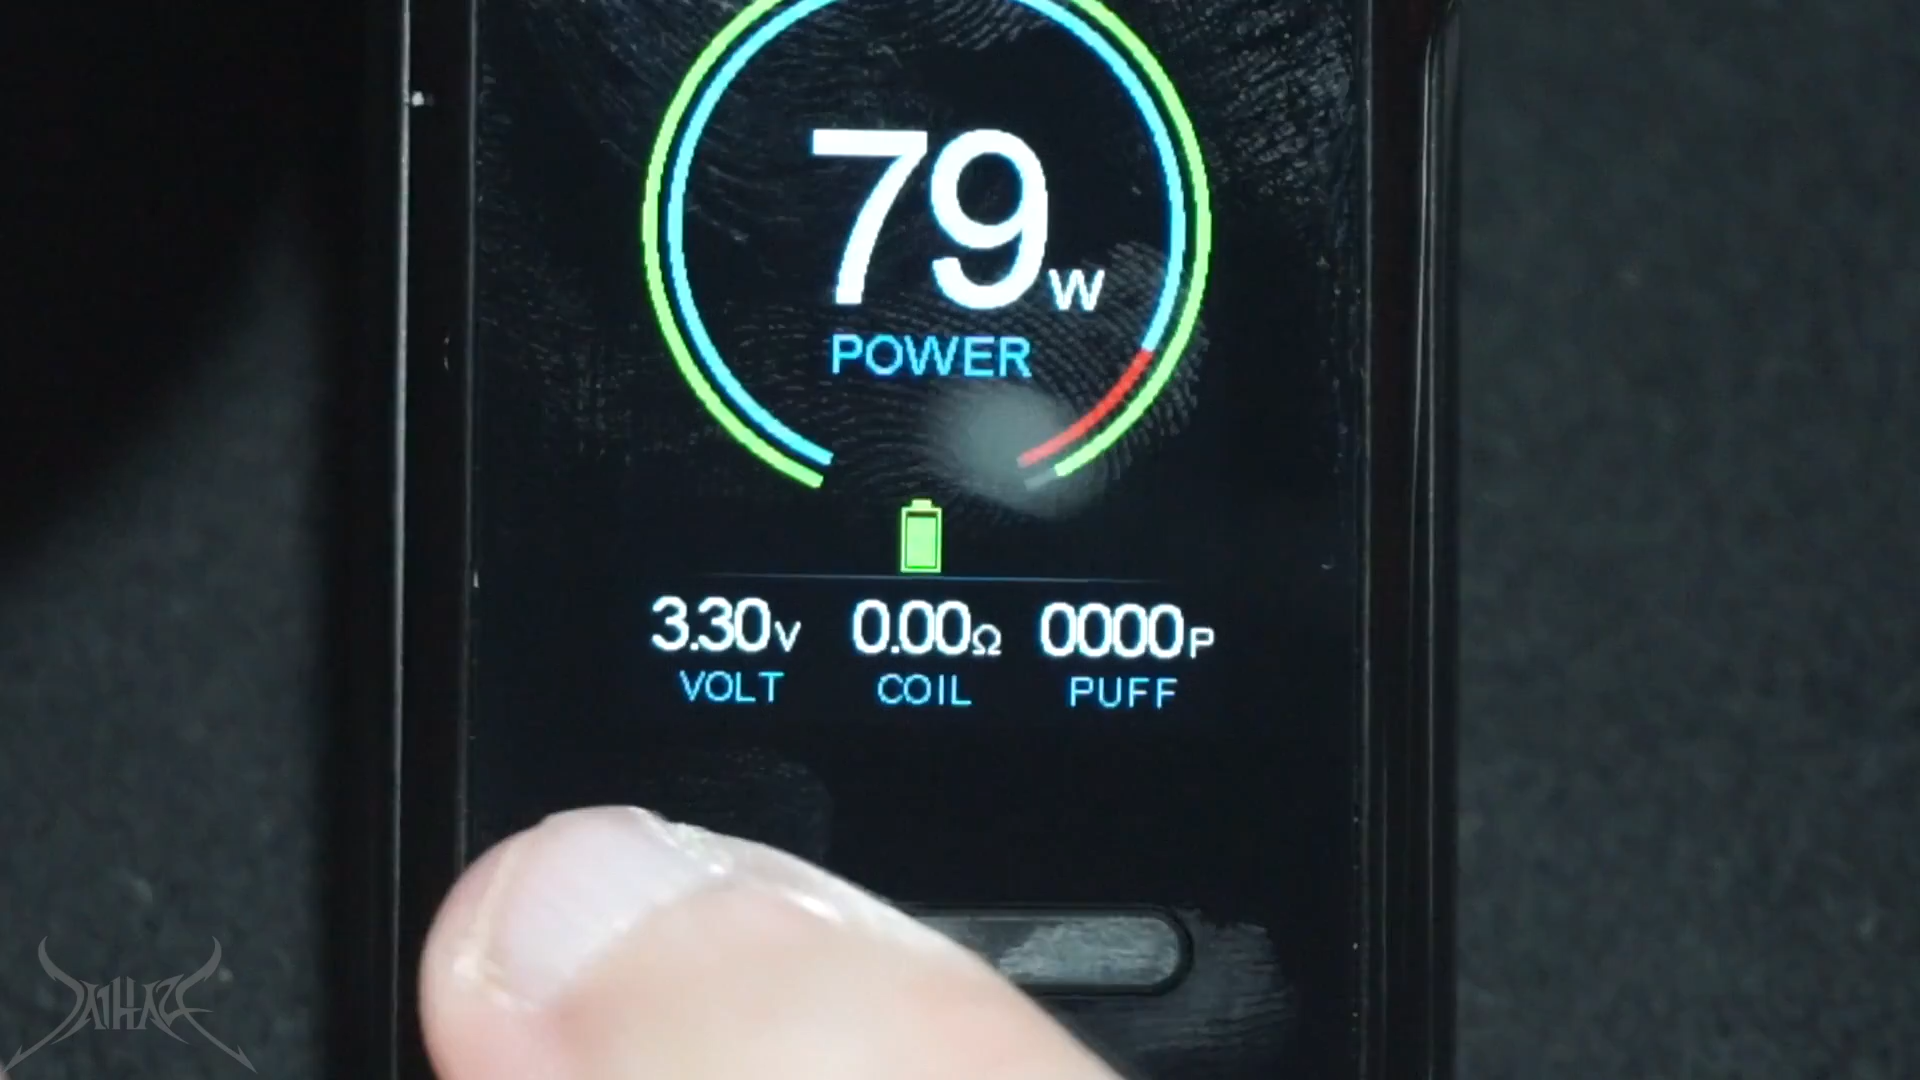 79W
POWER
3.30V 0.00Ω 0000P
VOLT COIL PUFF